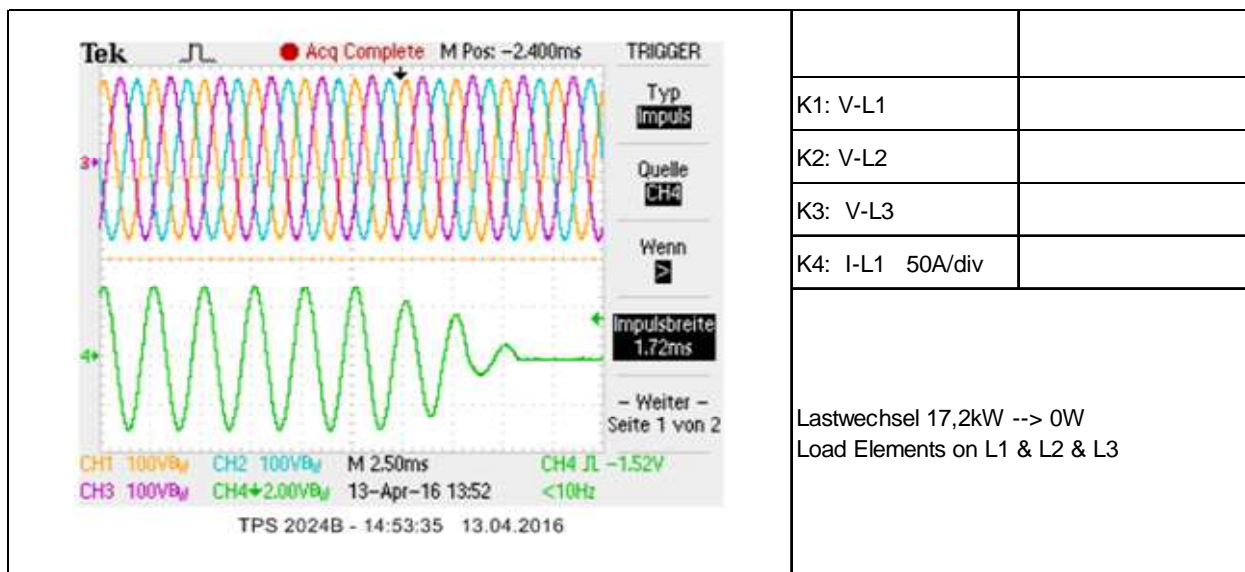 Tek Acq Complete M Pos: -2.400ms TRIGGER
Typ
Impuls
3
Quelle
CH4
Wenn
>
Impulsbreite
1.72ms
4
- Weiter -
Seite 1 von 2
CH1 100VBW CH2 100VBW M 2.50ms CH4 -1.52V
CH3 100VBW CH4 2.00VBW 13-Apr-16 13:52 <10Hz
TPS 2024B - 14:53:35 13.04.2016
K1: V-L1
K2: V-L2
K3: V-L3
K4: I-L1 50A/div
Lastwechsel 17,2kW --> 0W
Load Elements on L1 & L2 & L3